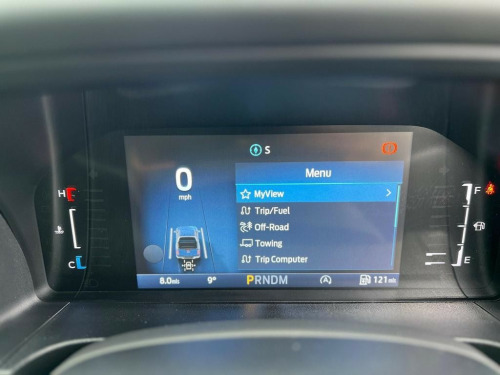 S
0
mph
Menu
MyView
Trip/Fuel
Off-Road
Towing
Trip Computer
H
C
F
E
8.0mi 9° PRNDM A 121mi